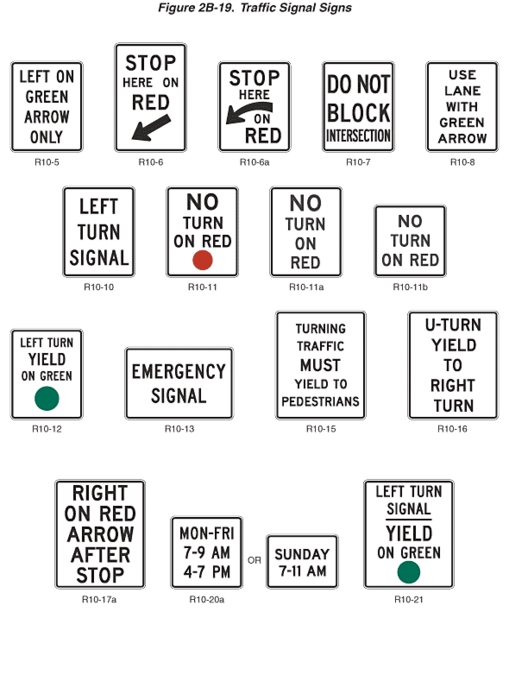 Figure 2B-19. Traffic Signal Signs
LEFT ON
GREEN
ARROW
ONLY
R10-5
STOP
HERE ON
RED
R10-6
STOP
HERE
ON
RED
R10-6a
DO NOT
BLOCK
INTERSECTION
R10-7
USE
LANE
WITH
GREEN
ARROW
R10-8
LEFT
TURN
SIGNAL
R10-10
NO
TURN
ON RED
R10-11
NO
TURN
ON
RED
R10-11a
NO
TURN
ON RED
R10-11b
LEFT TURN
YIELD
ON GREEN
R10-12
EMERGENCY
SIGNAL
R10-13
TURNING
TRAFFIC
MUST
YIELD TO
PEDESTRIANS
R10-15
U-TURN
YIELD
TO
RIGHT
TURN
R10-16
RIGHT
ON RED
ARROW
AFTER
STOP
R10-17a
MON-FRI
7-9 AM
4-7 PM
R10-20a
OR
SUNDAY
7-11 AM
LEFT TURN
SIGNAL
YIELD
ON GREEN
R10-21